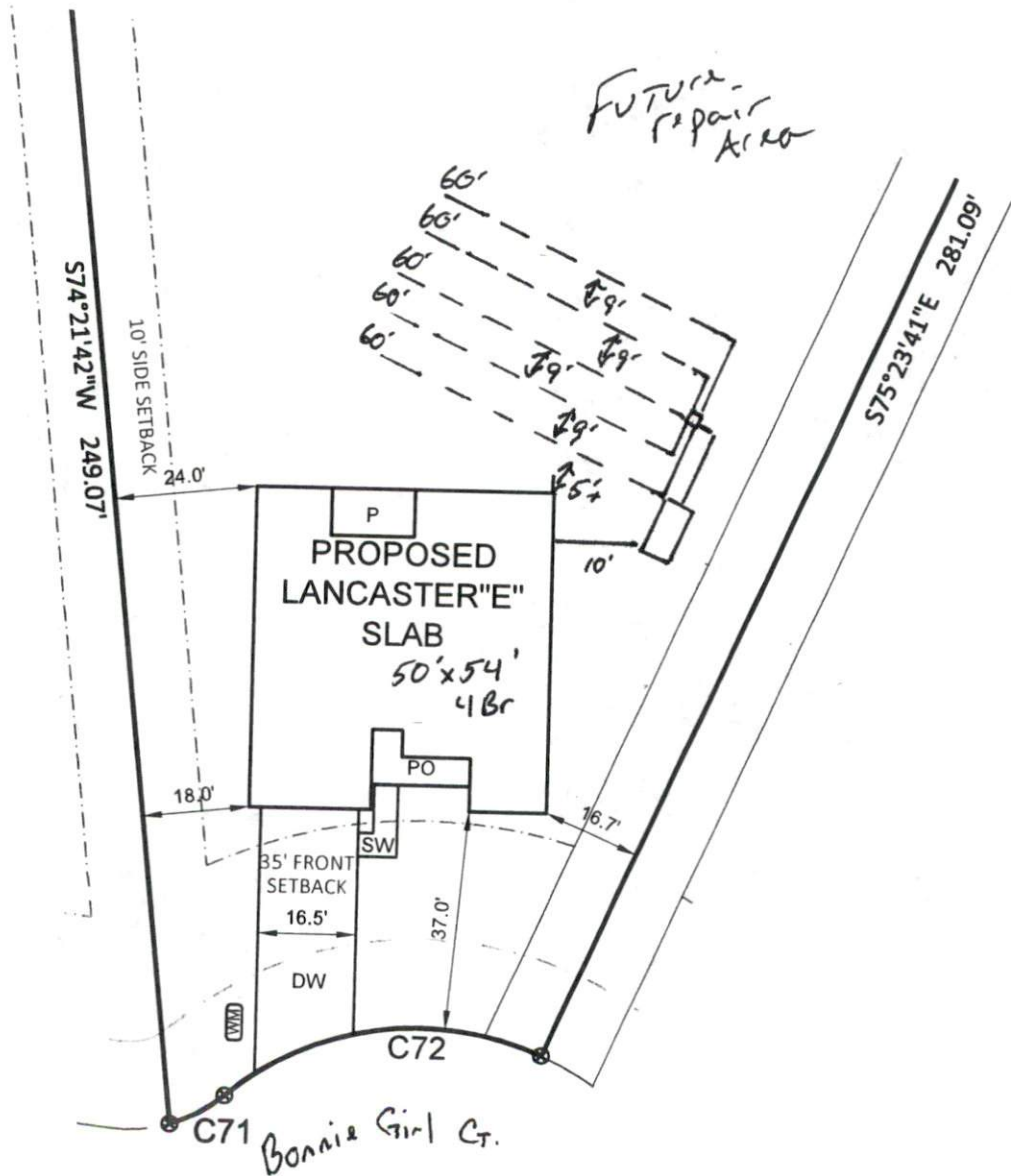 FUTURE
repair
Area
60'
60'
60'
60'
60'
9'
9'
9'
9'
5'+
10'
S74°21'42"W 249.07'
10' SIDE SETBACK
S75°23'41"E 281.09'
24.0'
P
PROPOSED
LANCASTER"E"
SLAB
50'x54'
4Br
PO
18.0'
16.7'
SW
35' FRONT
SETBACK
16.5'
37.0'
DW
WM
C72
C71
Bonnie Girl CT.